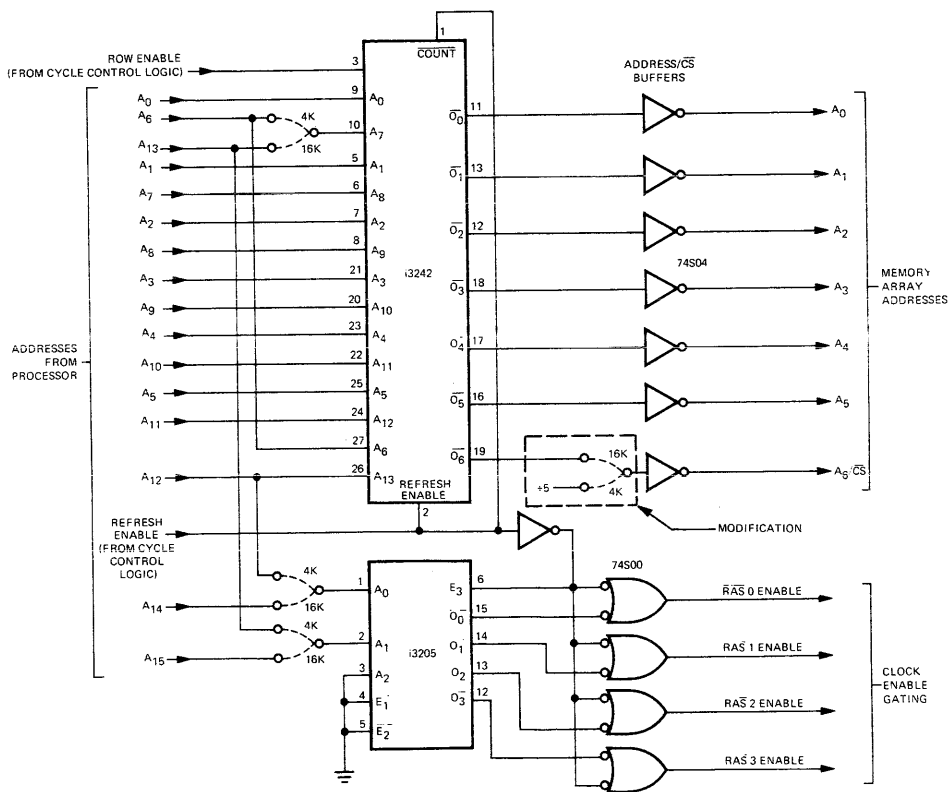 1
COUNT
ROW ENABLE
(FROM CYCLE CONTROL LOGIC)
3
ADDRESS/CS
BUFFERS
A0
9
A0
11
O0
A0
A6
4K
10
A7
A13
16K
A1
5
A1
13
O1
A1
A7
6
A8
A2
7
A2
12
O2
A2
A8
8
A9
74S04
A3
21
A3
i3242
18
O3
A3
MEMORY
ARRAY
ADDRESSES
A9
20
A10
A4
23
A4
17
O4
A4
ADDRESSES
FROM
PROCESSOR
A10
22
A11
A5
25
A5
16
O5
A5
A11
24
A12
27
A6
19
O6
16K
A12
26
A13
÷5
4K
A6/CS
REFRESH
ENABLE
2
MODIFICATION
REFRESH
ENABLE
(FROM CYCLE
CONTROL
LOGIC)
4K
1
A0
E3
6
74S00
RAS 0 ENABLE
A14
16K
O0
15
4K
2
A1
O1
14
RAS 1 ENABLE
A15
16K
3
A2
O2
13
i3205
CLOCK
ENABLE
GATING
4
E1
O3
12
RAS 2 ENABLE
5
E2
RAS 3 ENABLE